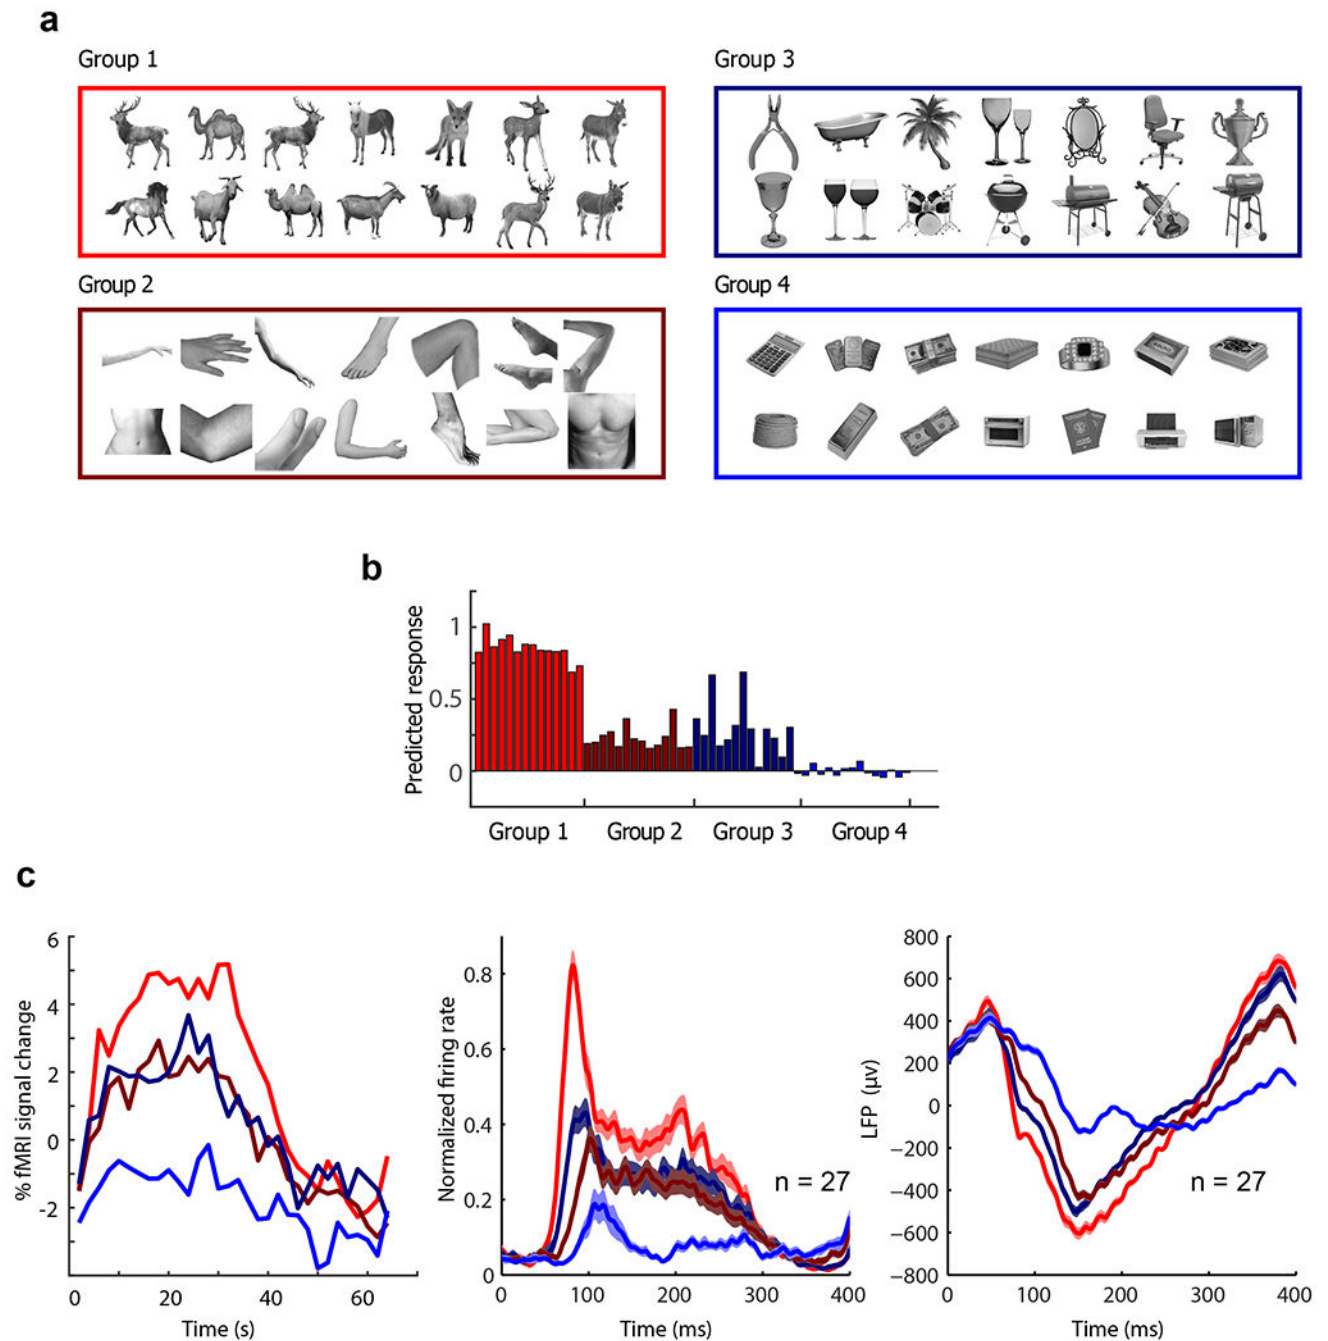 a
Group 1
Group 3
Group 2
Group 4
b
Predicted response
1
0.5
0
Group 1 Group 2 Group 3 Group 4
c
% fMRI signal change
6
4
2
0
-2
0 20 40 60
Time (s)
Normalized firing rate
0.8
0.6
0.4
0.2
0
n = 27
0 100 200 300 400
Time (ms)
LFP (μv)
800
600
400
200
0
−200
−400
−600
−800
n = 27
0 100 200 300 400
Time (ms)